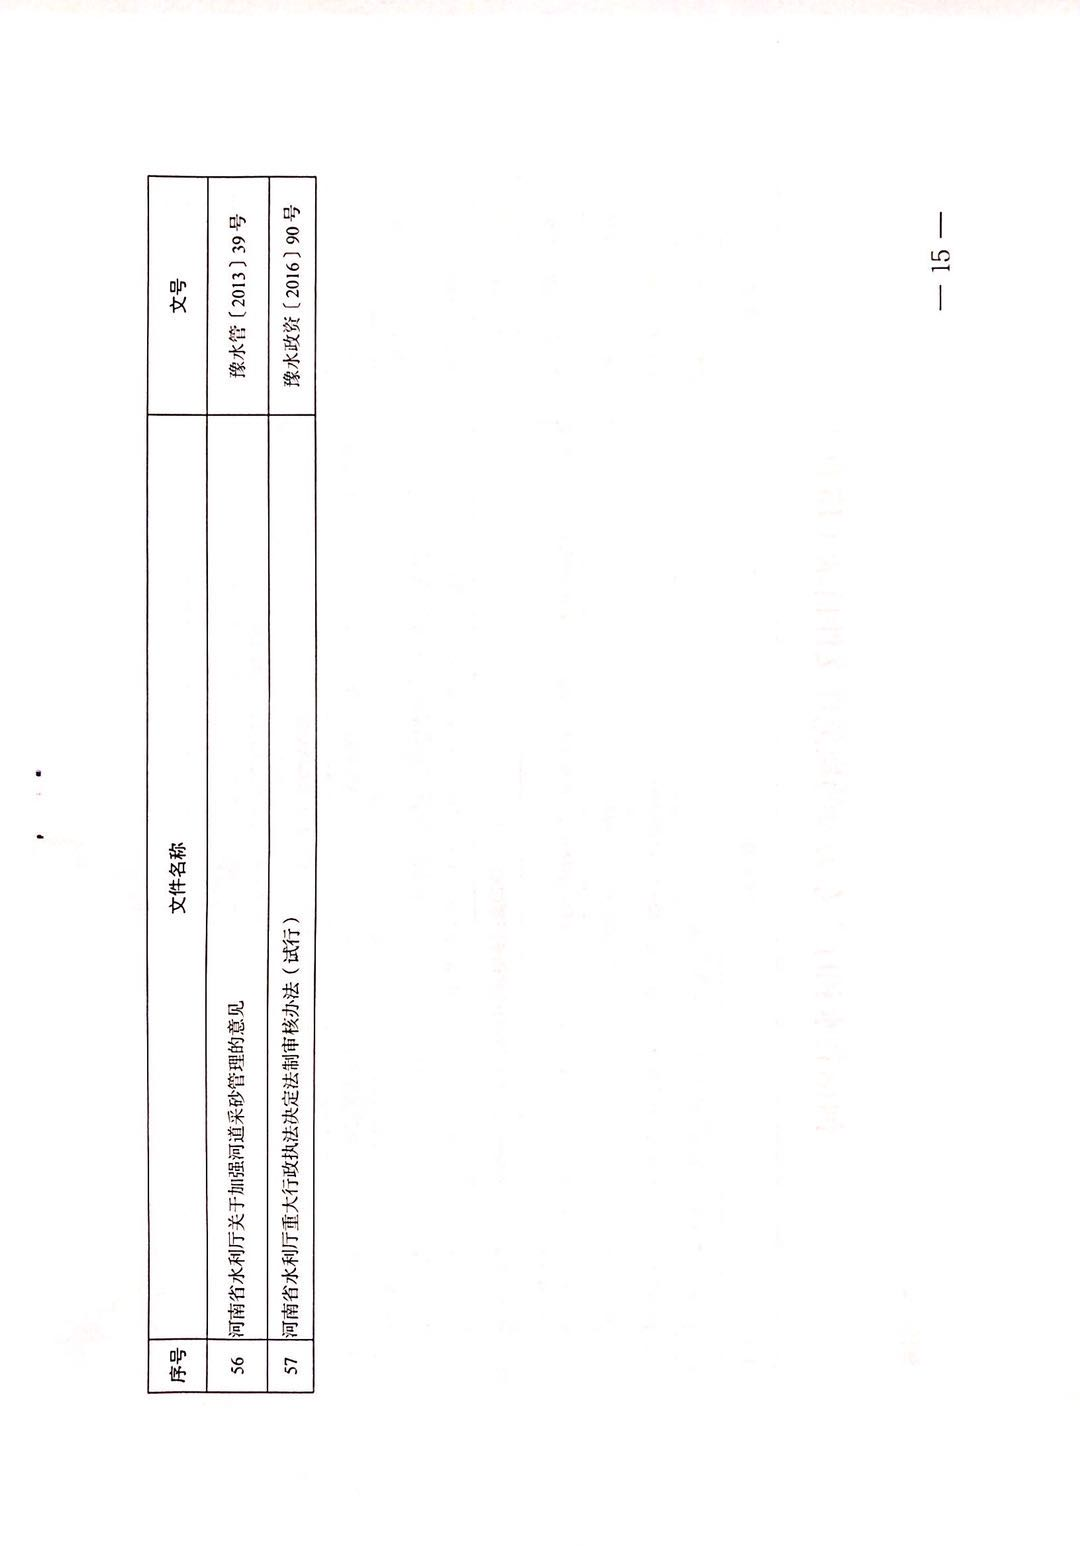 序号 文件名称 文号
56 河南省水利厅关于加强河道采砂管理的意见 豫水管〔2013〕39号
57 河南省水利厅重大行政执法决定法制审核办法（试行） 豫水政资〔2016〕90号
— 15 —